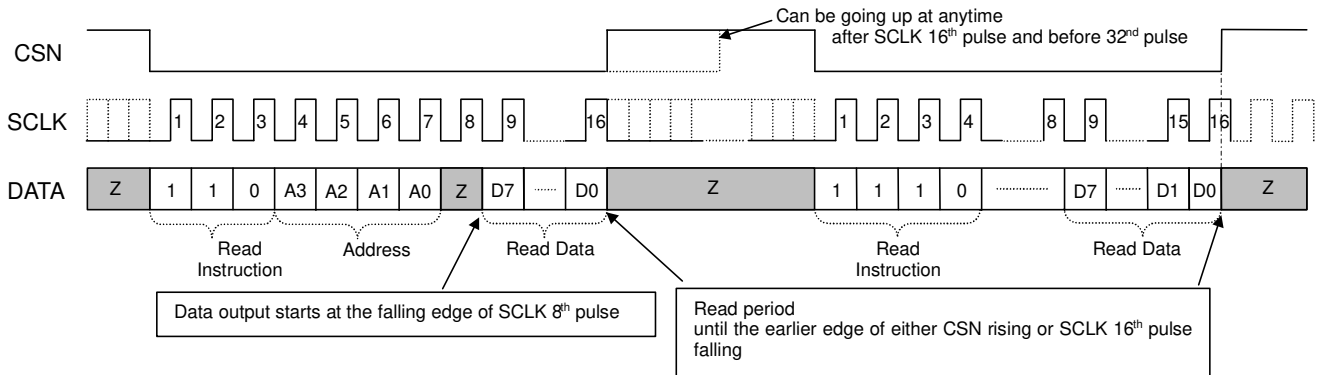 Can be going up at anytime
after SCLK 16th pulse and before 32nd pulse
CSN
SCLK 1 2 3 4 5 6 7 8 9 16 1 2 3 4 8 9 15 16
DATA Z 1 1 0 A3 A2 A1 A0 Z D7 ...... D0 Z 1 1 1 0 .............. D7 ...... D1 D0 Z
Read
Instruction
Address
Read Data
Read
Instruction
Read Data
Data output starts at the falling edge of SCLK 8th pulse
Read period
until the earlier edge of either CSN rising or SCLK 16th pulse
falling